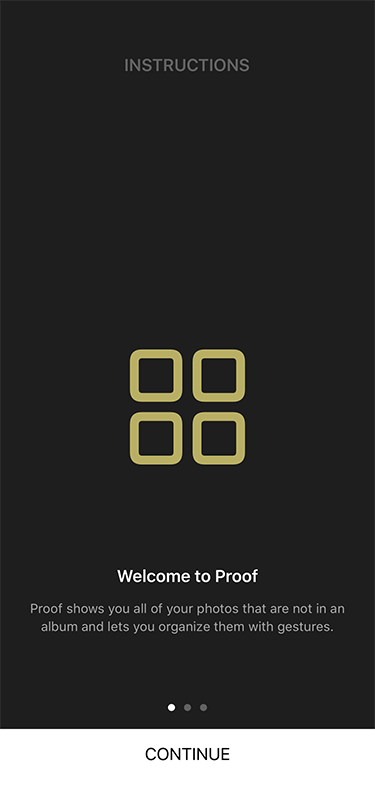 INSTRUCTIONS
Welcome to Proof
Proof shows you all of your photos that are not in an
album and lets you organize them with gestures.
CONTINUE